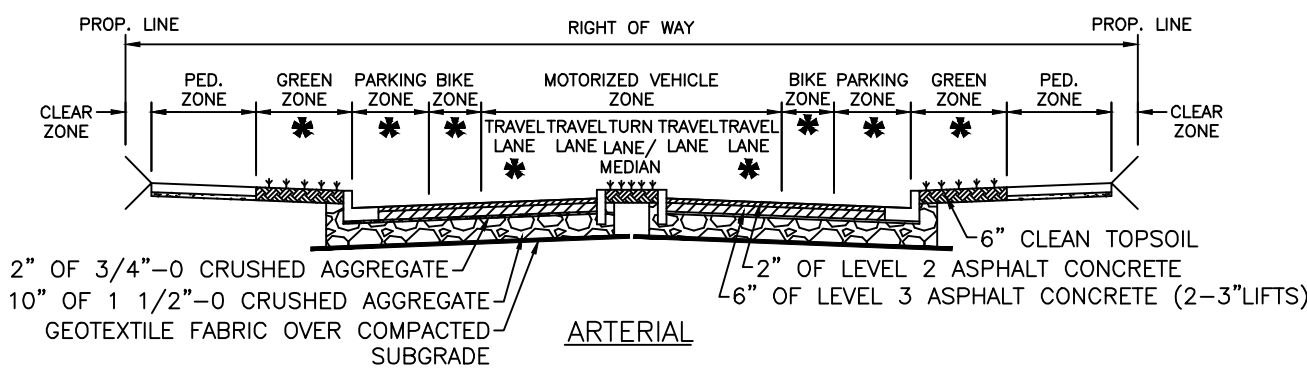 PROP. LINE
RIGHT OF WAY
PROP. LINE
CLEAR
ZONE
PED.
ZONE
GREEN
ZONE
PARKING
ZONE
BIKE
ZONE
MOTORIZED VEHICLE
ZONE
BIKE
ZONE
PARKING
ZONE
GREEN
ZONE
PED.
ZONE
CLEAR
ZONE
TRAVEL
LANE
TRAVEL
LANE
TURN
LANE/
MEDIAN
TRAVEL
LANE
TRAVEL
LANE
6" CLEAN TOPSOIL
2" OF 3/4"-0 CRUSHED AGGREGATE
2" OF LEVEL 2 ASPHALT CONCRETE
10" OF 1 1/2"-0 CRUSHED AGGREGATE
6" OF LEVEL 3 ASPHALT CONCRETE (2-3"LIFTS)
GEOTEXTILE FABRIC OVER COMPACTED
SUBGRADE
ARTERIAL